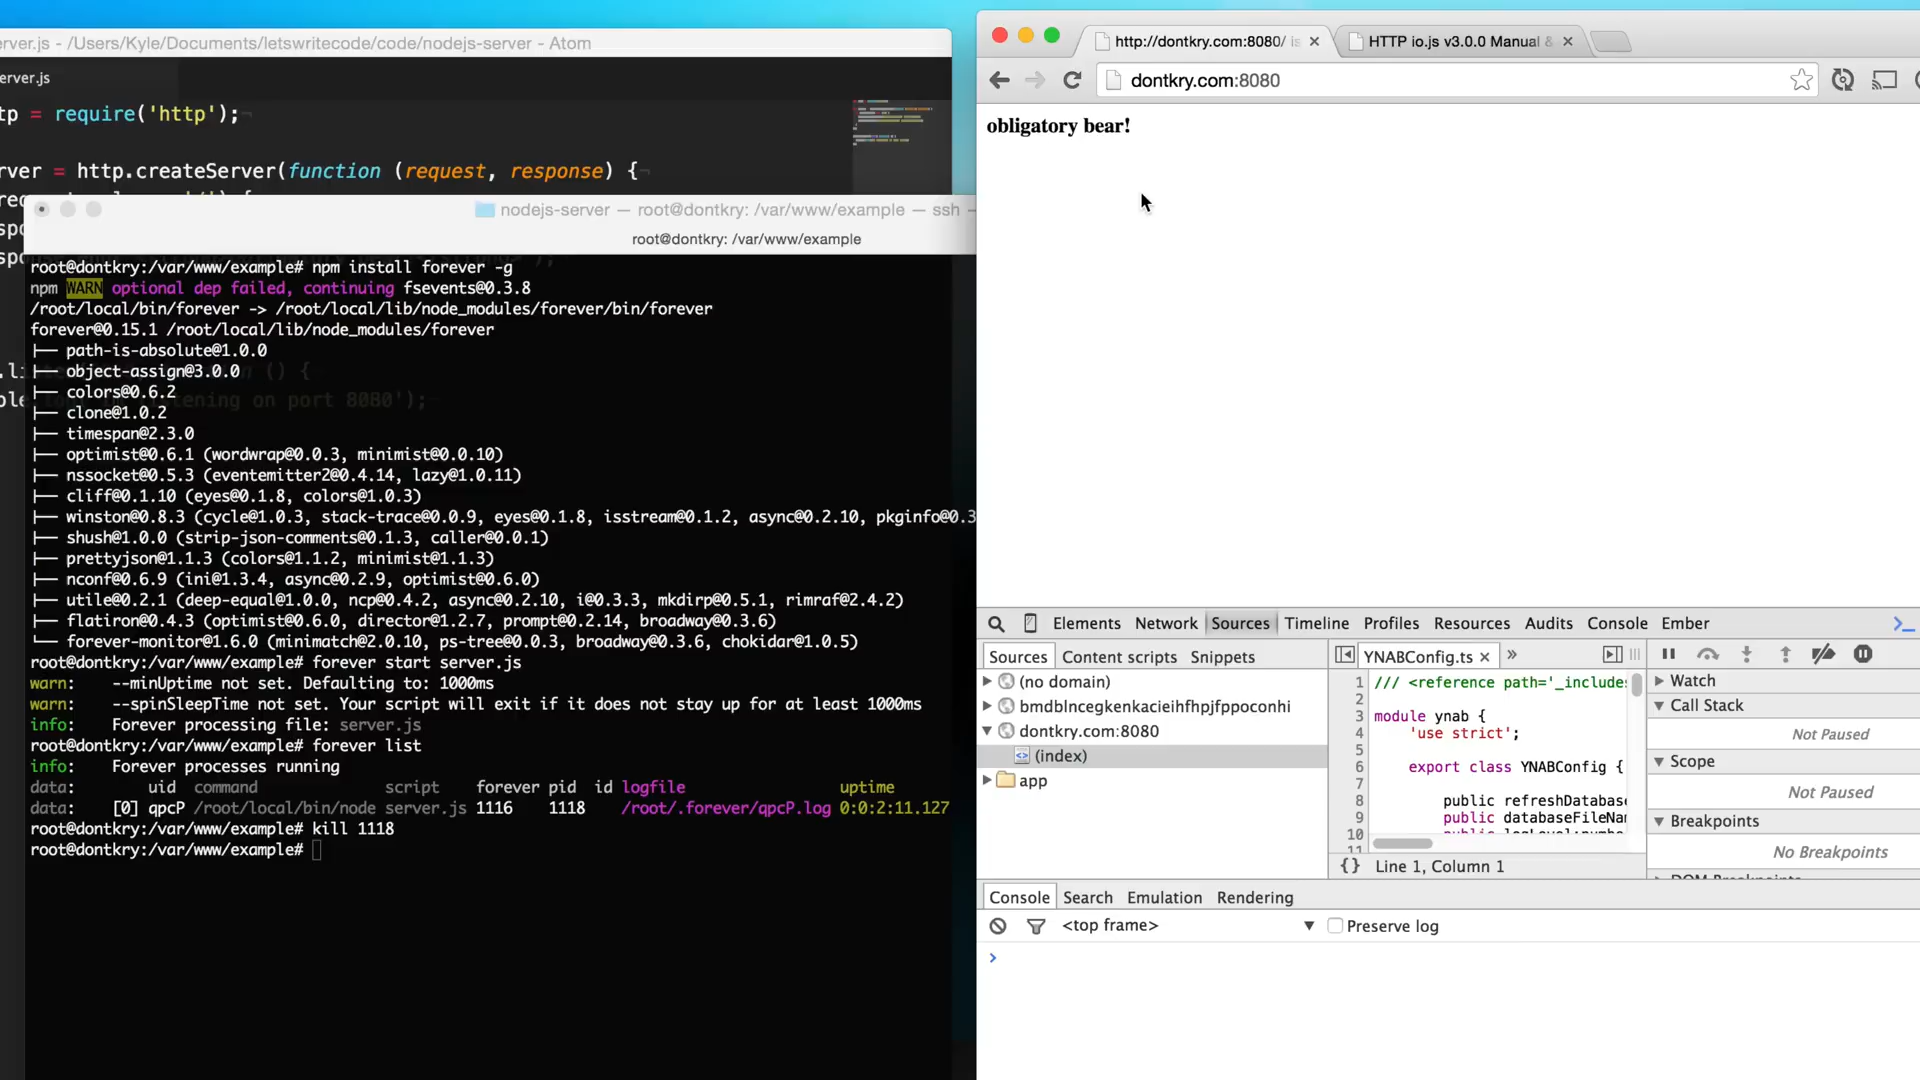 erver.js - /Users/Kyle/Documents/letswritecode/code/nodejs-server - Atom
erver.js
tp = require('http');
rver = http.createServer(function (request, response) {
nodejs-server — root@dontkry: /var/www/example — ssh —
root@dontkry: /var/www/example
root@dontkry:/var/www/example# npm install forever -g
npm WARN optional dep failed, continuing fsevents@0.3.8
/root/local/bin/forever -> /root/local/lib/node_modules/forever/bin/forever
forever@0.15.1 /root/local/lib/node_modules/forever
├── path-is-absolute@1.0.0
├── object-assign@3.0.0
├── colors@0.6.2
├── clone@1.0.2
├── timespan@2.3.0
├── optimist@0.6.1 (wordwrap@0.0.3, minimist@0.0.10)
├── nssocket@0.5.3 (eventemitter2@0.4.14, lazy@1.0.11)
├── cliff@0.1.10 (eyes@0.1.8, colors@1.0.3)
├── winston@0.8.3 (cycle@1.0.3, stack-trace@0.0.9, eyes@0.1.8, isstream@0.1.2, async@0.2.10, pkginfo@0.3
├── shush@1.0.0 (strip-json-comments@0.1.3, caller@0.0.1)
├── prettyjson@1.1.3 (colors@1.1.2, minimist@1.1.3)
├── nconf@0.6.9 (ini@1.3.4, async@0.2.9, optimist@0.6.0)
├── utile@0.2.1 (deep-equal@1.0.0, ncp@0.4.2, async@0.2.10, i@0.3.3, mkdirp@0.5.1, rimraf@2.4.2)
├── flatiron@0.4.3 (optimist@0.6.0, director@1.2.7, prompt@0.2.14, broadway@0.3.6)
└── forever-monitor@1.6.0 (minimatch@2.0.10, ps-tree@0.0.3, broadway@0.3.6, chokidar@1.0.5)
root@dontkry:/var/www/example# forever start server.js
warn: --minUptime not set. Defaulting to: 1000ms
warn: --spinSleepTime not set. Your script will exit if it does not stay up for at least 1000ms
info: Forever processing file: server.js
root@dontkry:/var/www/example# forever list
info: Forever processes running
data: uid command script forever pid id logfile uptime
data: [0] qpcP /root/local/bin/node server.js 1116 1118 /root/.forever/qpcP.log 0:0:2:11.127
root@dontkry:/var/www/example# kill 1118
root@dontkry:/var/www/example#
http://dontkry.com:8080/ is
HTTP io.js v3.0.0 Manual &
dontkry.com:8080
obligatory bear!
Elements Network Sources Timeline Profiles Resources Audits Console Ember
Sources Content scripts Snippets
(no domain)
bmdblncegkenkacieihfhpjfppoconhi
dontkry.com:8080
(index)
app
YNABConfig.ts
1 /// <reference path='_includes
2
3 module ynab {
4 'use strict';
5
6 export class YNABConfig {
7
8 public refreshDatabase
9 public databaseFileNam
10
11
{} Line 1, Column 1
Watch
Call Stack
Not Paused
Scope
Not Paused
Breakpoints
No Breakpoints
DOM Breakpoints
Console Search Emulation Rendering
<top frame>
Preserve log